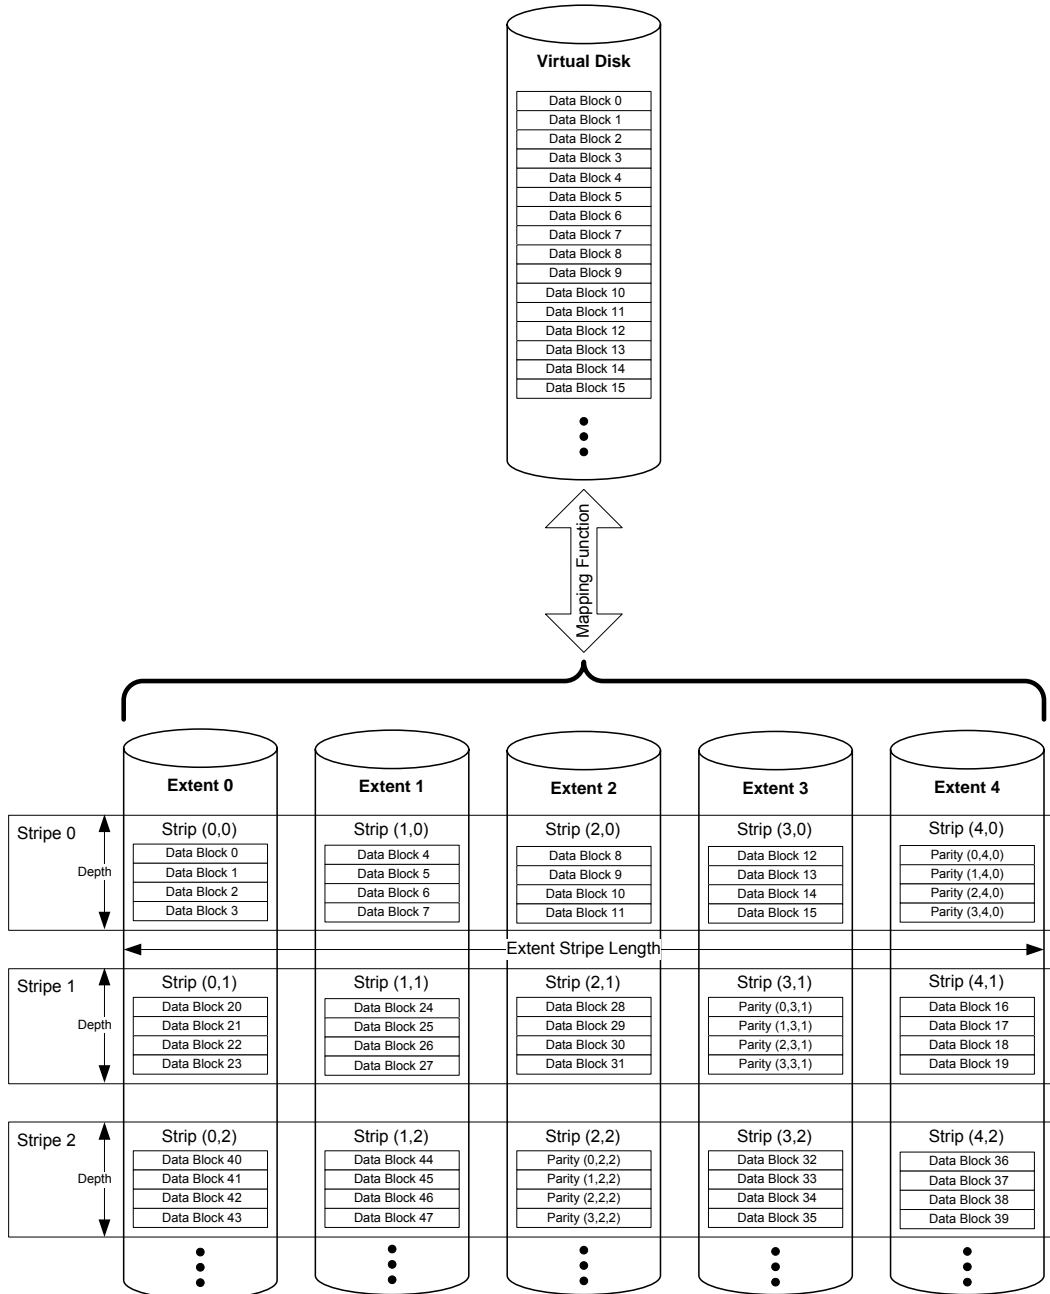 Virtual Disk
Data Block 0
Data Block 1
Data Block 2
Data Block 3
Data Block 4
Data Block 5
Data Block 6
Data Block 7
Data Block 8
Data Block 9
Data Block 10
Data Block 11
Data Block 12
Data Block 13
Data Block 14
Data Block 15
Mapping Function
Extent 0
Extent 1
Extent 2
Extent 3
Extent 4
Stripe 0
Depth
Strip (0,0)
Data Block 0
Data Block 1
Data Block 2
Data Block 3
Strip (1,0)
Data Block 4
Data Block 5
Data Block 6
Data Block 7
Strip (2,0)
Data Block 8
Data Block 9
Data Block 10
Data Block 11
Strip (3,0)
Data Block 12
Data Block 13
Data Block 14
Data Block 15
Strip (4,0)
Parity (0,4,0)
Parity (1,4,0)
Parity (2,4,0)
Parity (3,4,0)
Extent Stripe Length
Stripe 1
Depth
Strip (0,1)
Data Block 20
Data Block 21
Data Block 22
Data Block 23
Strip (1,1)
Data Block 24
Data Block 25
Data Block 26
Data Block 27
Strip (2,1)
Data Block 28
Data Block 29
Data Block 30
Data Block 31
Strip (3,1)
Parity (0,3,1)
Parity (1,3,1)
Parity (2,3,1)
Parity (3,3,1)
Strip (4,1)
Data Block 16
Data Block 17
Data Block 18
Data Block 19
Stripe 2
Depth
Strip (0,2)
Data Block 40
Data Block 41
Data Block 42
Data Block 43
Strip (1,2)
Data Block 44
Data Block 45
Data Block 46
Data Block 47
Strip (2,2)
Parity (0,2,2)
Parity (1,2,2)
Parity (2,2,2)
Parity (3,2,2)
Strip (3,2)
Data Block 32
Data Block 33
Data Block 34
Data Block 35
Strip (4,2)
Data Block 36
Data Block 37
Data Block 38
Data Block 39